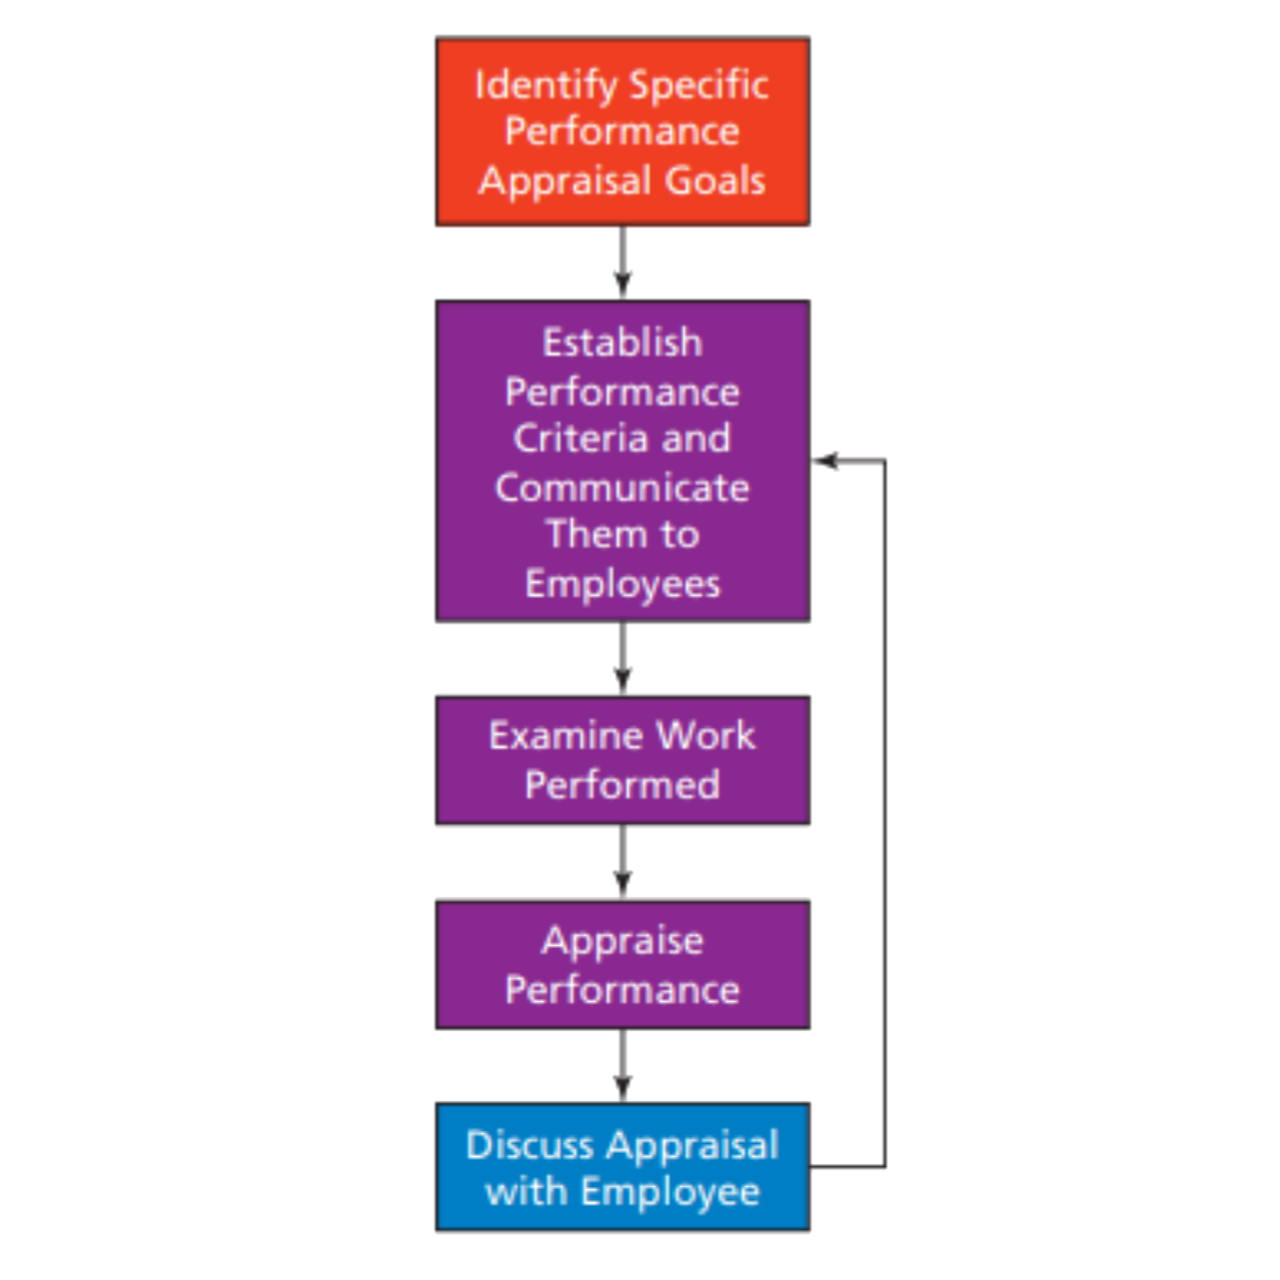 Identify Specific
Performance
Appraisal Goals
Establish
Performance
Criteria and
Communicate
Them to
Employees
Examine Work
Performed
Appraise
Performance
Discuss Appraisal
with Employee